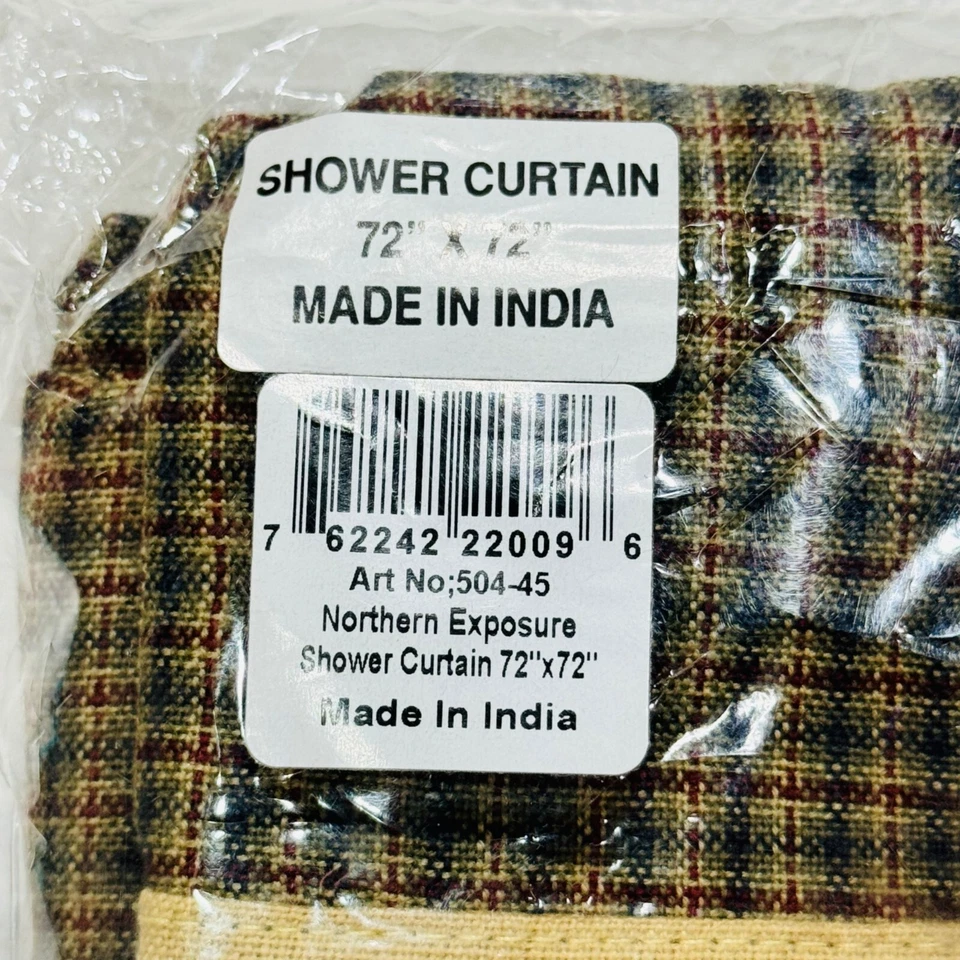 SHOWER CURTAIN
72" X 72"
MADE IN INDIA
7 62242 22009 6
Art No;504-45
Northern Exposure
Shower Curtain 72"x72"
Made In India